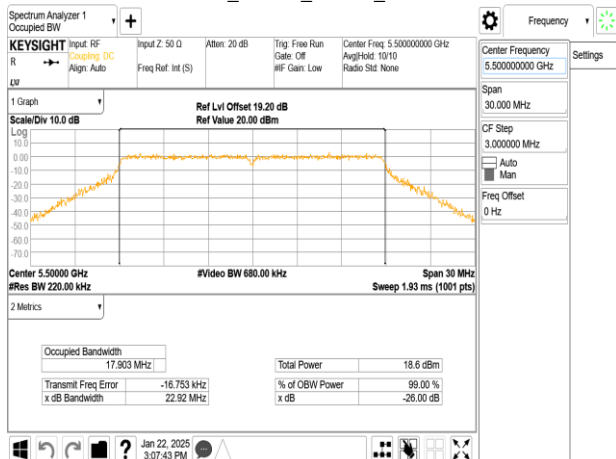 Spectrum Analyzer 1
Occupied BW
KEYSIGHT
R
LXI
Input: RF
Coupling: DC
Align: Auto
Input Z: 50 Ω
Freq Ref: Int (S)
Atten: 20 dB
Trig: Free Run
Gate: Off
#IF Gain: Low
Center Freq: 5.500000000 GHz
Avg|Hold: 10/10
Radio Std: None
1 Graph
Scale/Div 10.0 dB
Ref Lvl Offset 19.20 dB
Ref Value 20.00 dBm
Log
10.0
0.00
-10.0
-20.0
-30.0
-40.0
-50.0
-60.0
-70.0
Center 5.50000 GHz
#Video BW 680.00 kHz
Span 30 MHz
#Res BW 220.00 kHz
Sweep 1.93 ms (1001 pts)
2 Metrics
Occupied Bandwidth
17.903 MHz
Total Power 18.6 dBm
Transmit Freq Error -16.753 kHz
% of OBW Power 99.00 %
x dB Bandwidth 22.92 MHz
x dB -26.00 dB
Jan 22, 2025
3:07:43 PM
Frequency
Settings
Center Frequency
5.500000000 GHz
Span
30.000 MHz
CF Step
3.000000 MHz
Auto
Man
Freq Offset
0 Hz